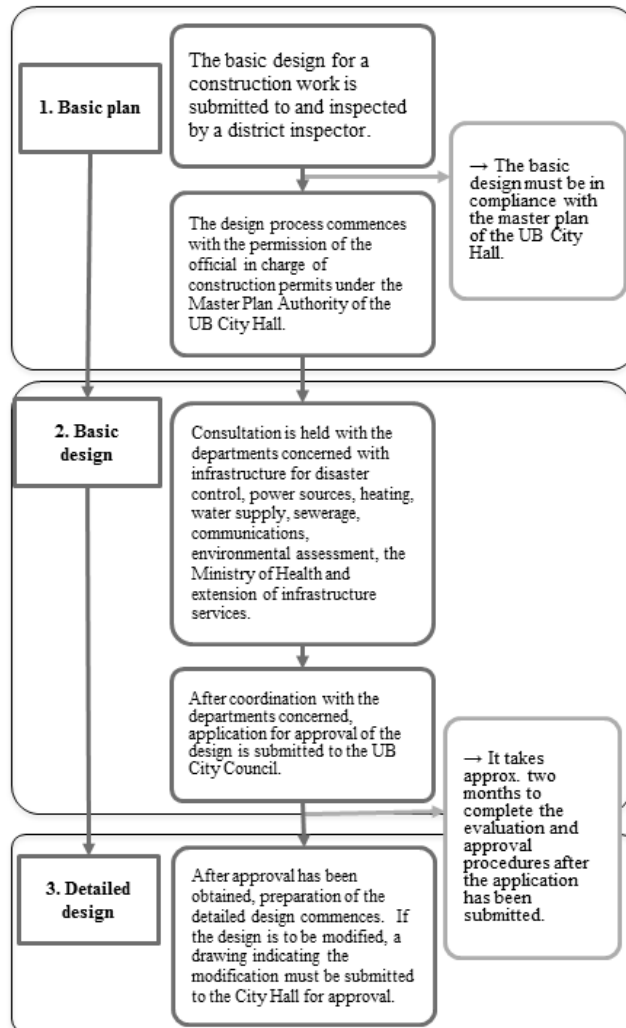 1. Basic plan
The basic design for a
construction work is
submitted to and inspected
by a district inspector.
→ The basic
design must be in
compliance with
the master plan
of the UB City
Hall.
The design process commences
with the permission of the
official in charge of
construction permits under the
Master Plan Authority of the
UB City Hall.
2. Basic
design
Consultation is held with the
departments concerned with
infrastructure for disaster
control, power sources, heating,
water supply, sewerage,
communications,
environmental assessment, the
Ministry of Health and
extension of infrastructure
services.
After coordination with the
departments concerned,
application for approval of the
design is submitted to the UB
City Council.
→ It takes
approx. two
months to
complete the
evaluation and
approval
procedures after
the application
has been
submitted.
3. Detailed
design
After approval has been
obtained, preparation of the
detailed design commences. If
the design is to be modified, a
drawing indicating the
modification must be submitted
to the City Hall for approval.